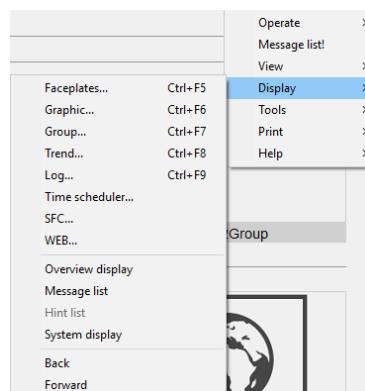 Operate
Message list!
View
Display
Tools
Print
Help
Faceplates... Ctrl+F5
Graphic... Ctrl+F6
Group... Ctrl+F7
Trend... Ctrl+F8
Log... Ctrl+F9
Time scheduler...
SFC...
WEB...
Overview display
Message list
Hint list
System display
Back
Forward
Group